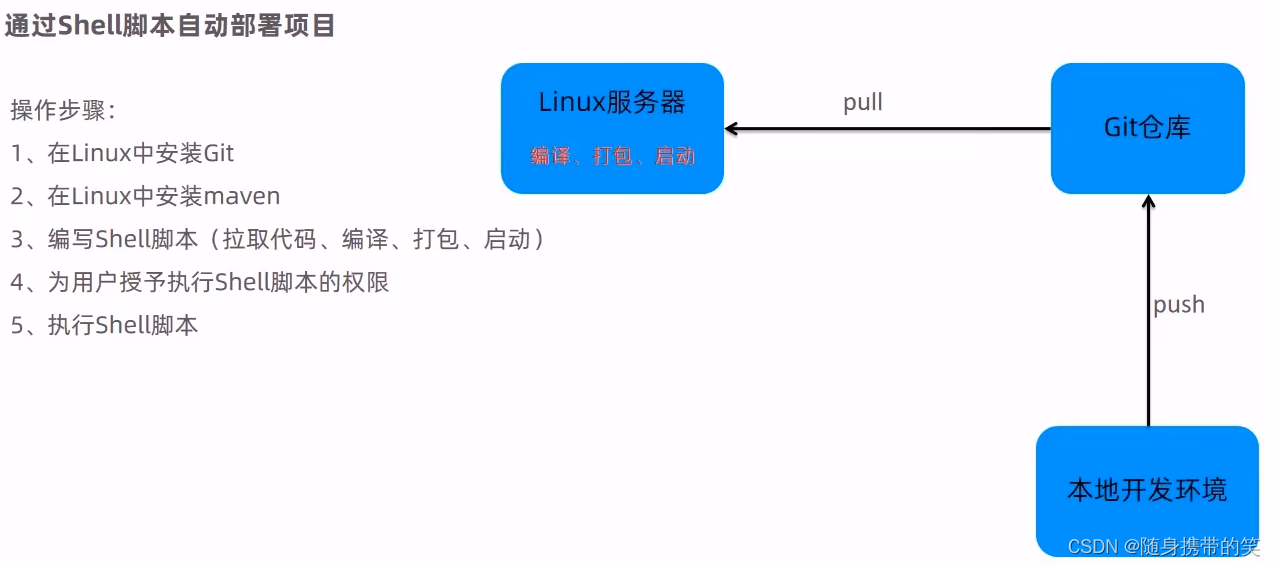 通过Shell脚本自动部署项目
操作步骤：
1、在Linux中安装Git
2、在Linux中安装maven
3、编写Shell脚本（拉取代码、编译、打包、启动）
4、为用户授予执行Shell脚本的权限
5、执行Shell脚本
Linux服务器
编译、打包、启动
pull
Git仓库
push
本地开发环境
CSDN @随身携带的笑